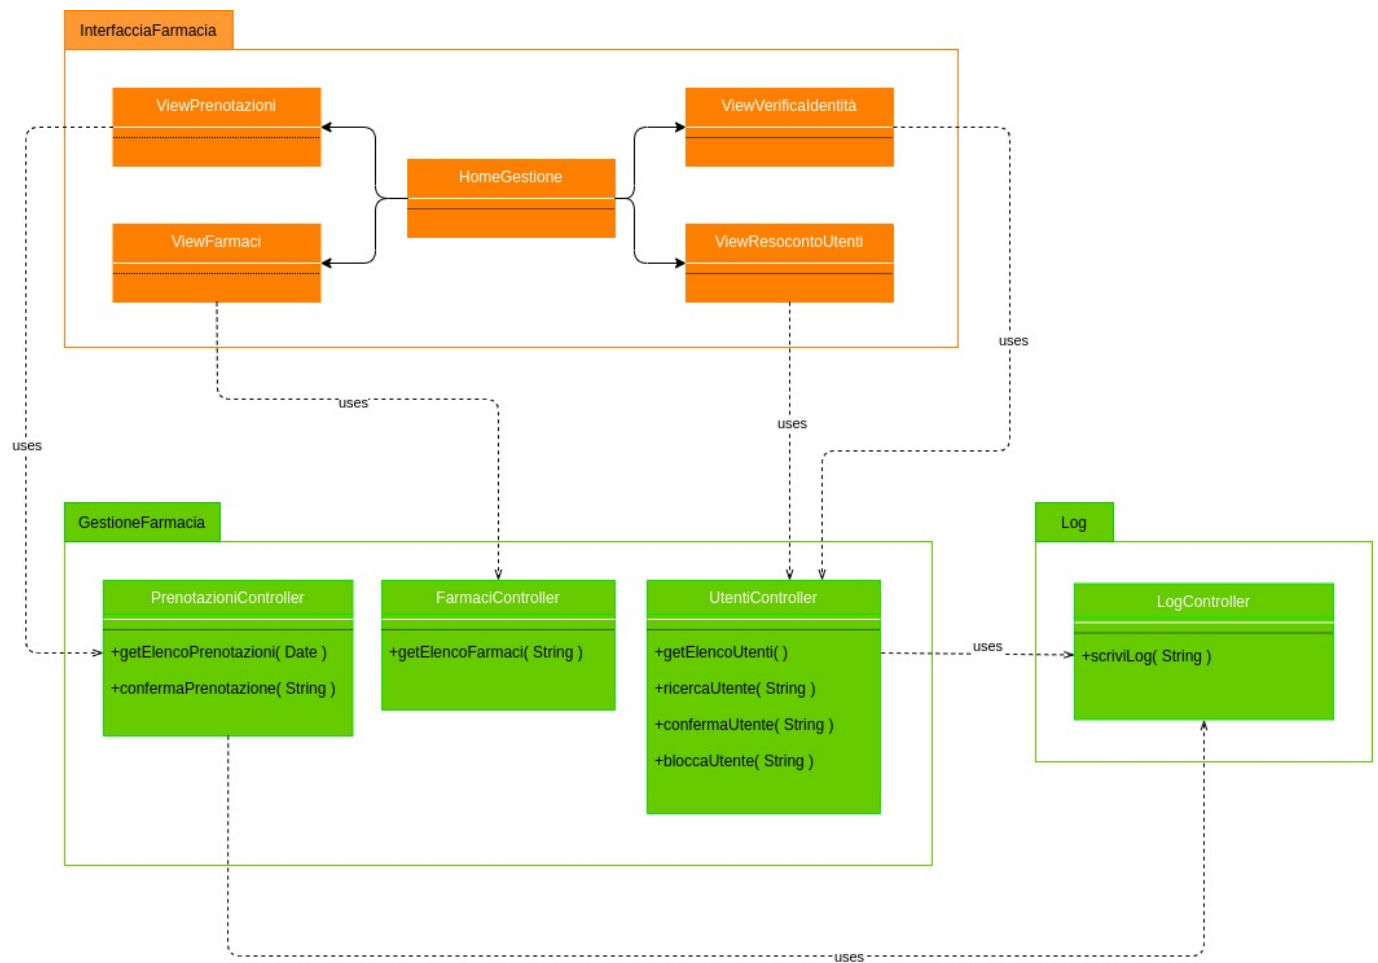 InterfacciaFarmacia
ViewPrenotazioni
ViewVerificaIdentità
HomeGestione
ViewFarmaci
ViewResocontoUtenti
uses
uses
uses
uses
GestioneFarmacia
Log
PrenotazioniController
+getElencoPrenotazioni( Date )
+confermaPrenotazione( String )
FarmaciController
+getElencoFarmaci( String )
UtentiController
+getElencoUtenti( )
+ricercaUtente( String )
+confermaUtente( String )
+bloccaUtente( String )
uses
LogController
+scriviLog( String )
uses